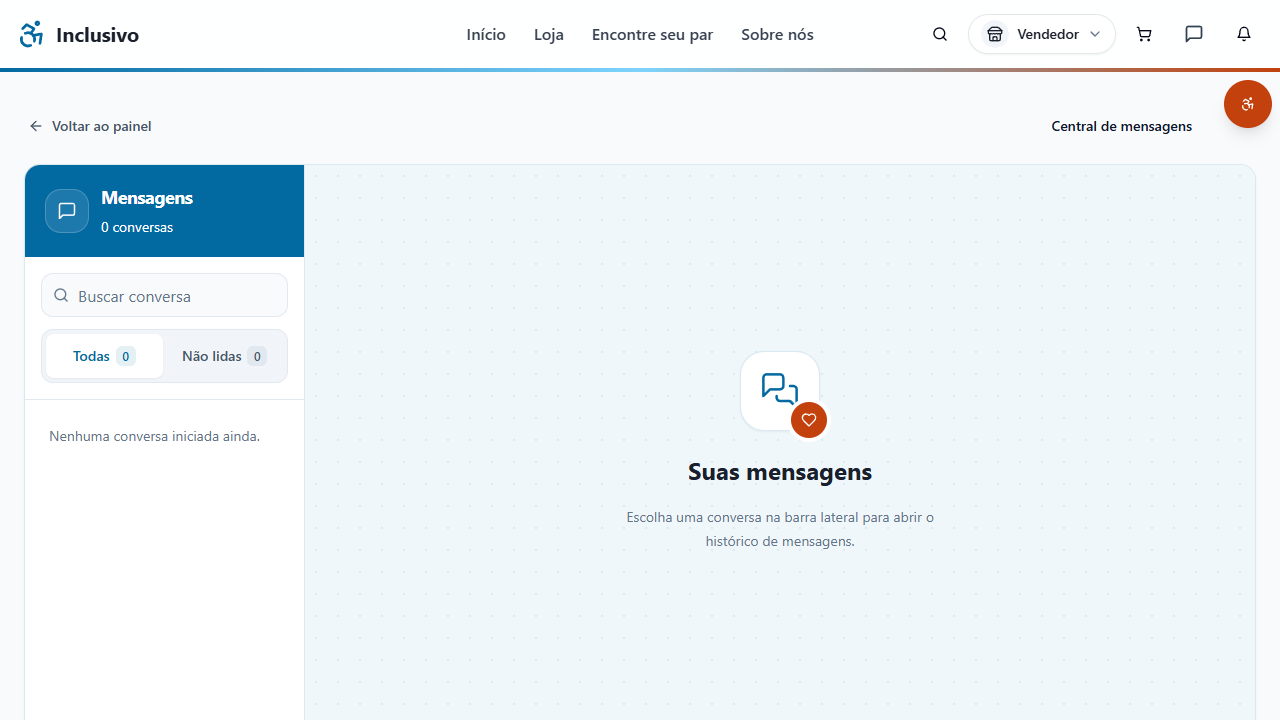 Inclusivo
Início
Loja
Encontre seu par
Sobre nós
Vendedor
Voltar ao painel
Central de mensagens
Mensagens
0 conversas
Buscar conversa
Todas 0
Não lidas 0
Nenhuma conversa iniciada ainda.
Suas mensagens
Escolha uma conversa na barra lateral para abrir o
histórico de mensagens.